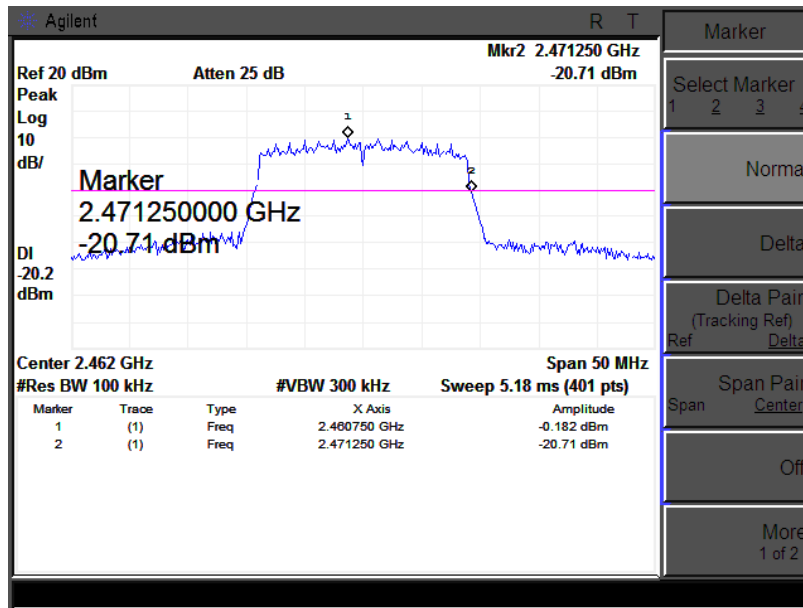 Agilent R T
Mkr2 2.471250 GHz
Ref 20 dBm Atten 25 dB -20.71 dBm
Peak
Log
10
dB/
DI
-20.2
dBm
1
2
Marker
2.471250000 GHz
-20.71 dBm
Center 2.462 GHz Span 50 MHz
#Res BW 100 kHz #VBW 300 kHz Sweep 5.18 ms (401 pts)
Marker Trace Type X Axis Amplitude
1 (1) Freq 2.460750 GHz -0.182 dBm
2 (1) Freq 2.471250 GHz -20.71 dBm
Marker
Select Marker
1 2 3
Norma
Delta
Delta Pair
(Tracking Ref)
Ref Delta
Span Pair
Span Center
Off
More
1 of 2